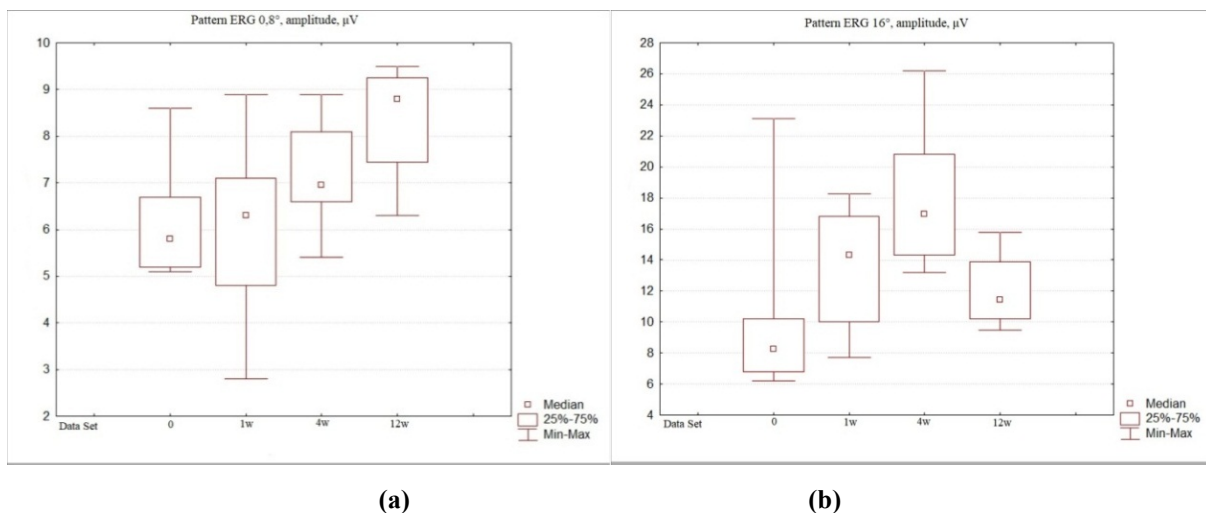 Pattern ERG 0,8°, amplitude, µV
10
9
8
7
6
5
4
3
2
Data Set 0 1w 4w 12w
Median
25%-75%
Min-Max
Pattern ERG 16°, amplitude, µV
28
26
24
22
20
18
16
14
12
10
8
6
4
Data Set 0 1w 4w 12w
Median
25%-75%
Min-Max
(a) (b)